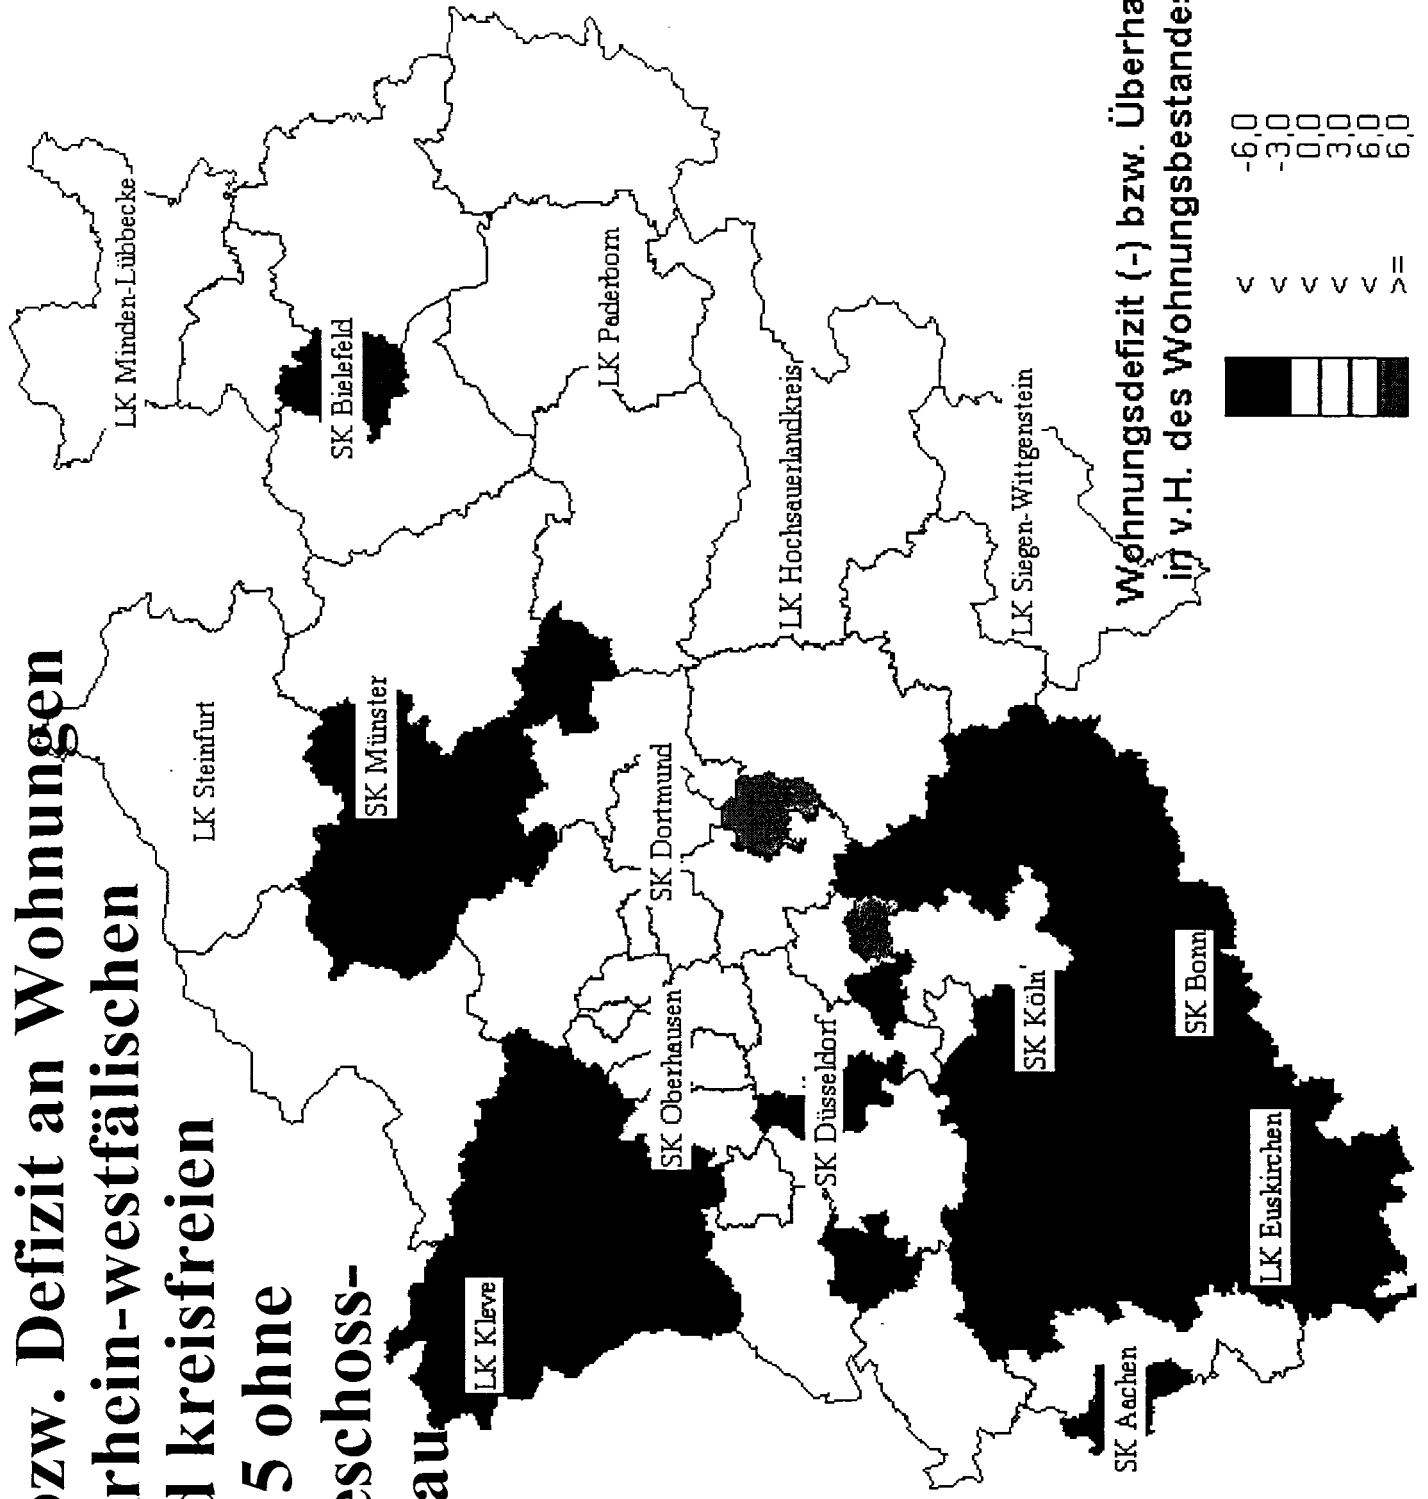 bzw. Defizit an Wohnungen
rhein-westfälischen
d kreisfreien
5 ohne
eschoss-
au
LK Minden-Lübbecke
LK Steinfurt
SK Bielefeld
SK Münster
LK Kleve
LK Paderborn
SK Dortmund
SK Oberhausen
LK Hochsauerlandkreis
SK Düsseldorf
LK Siegen-Wittgenstein
SK Köln
SK Aachen
SK Bonn
LK Euskirchen
Wohnungsdefizit (-) bzw. Überha
in v.H. des Wohnungsbestandes
< -6,0
< -3,0
< 0,0
< 3,0
< 6,0
>= 6,0